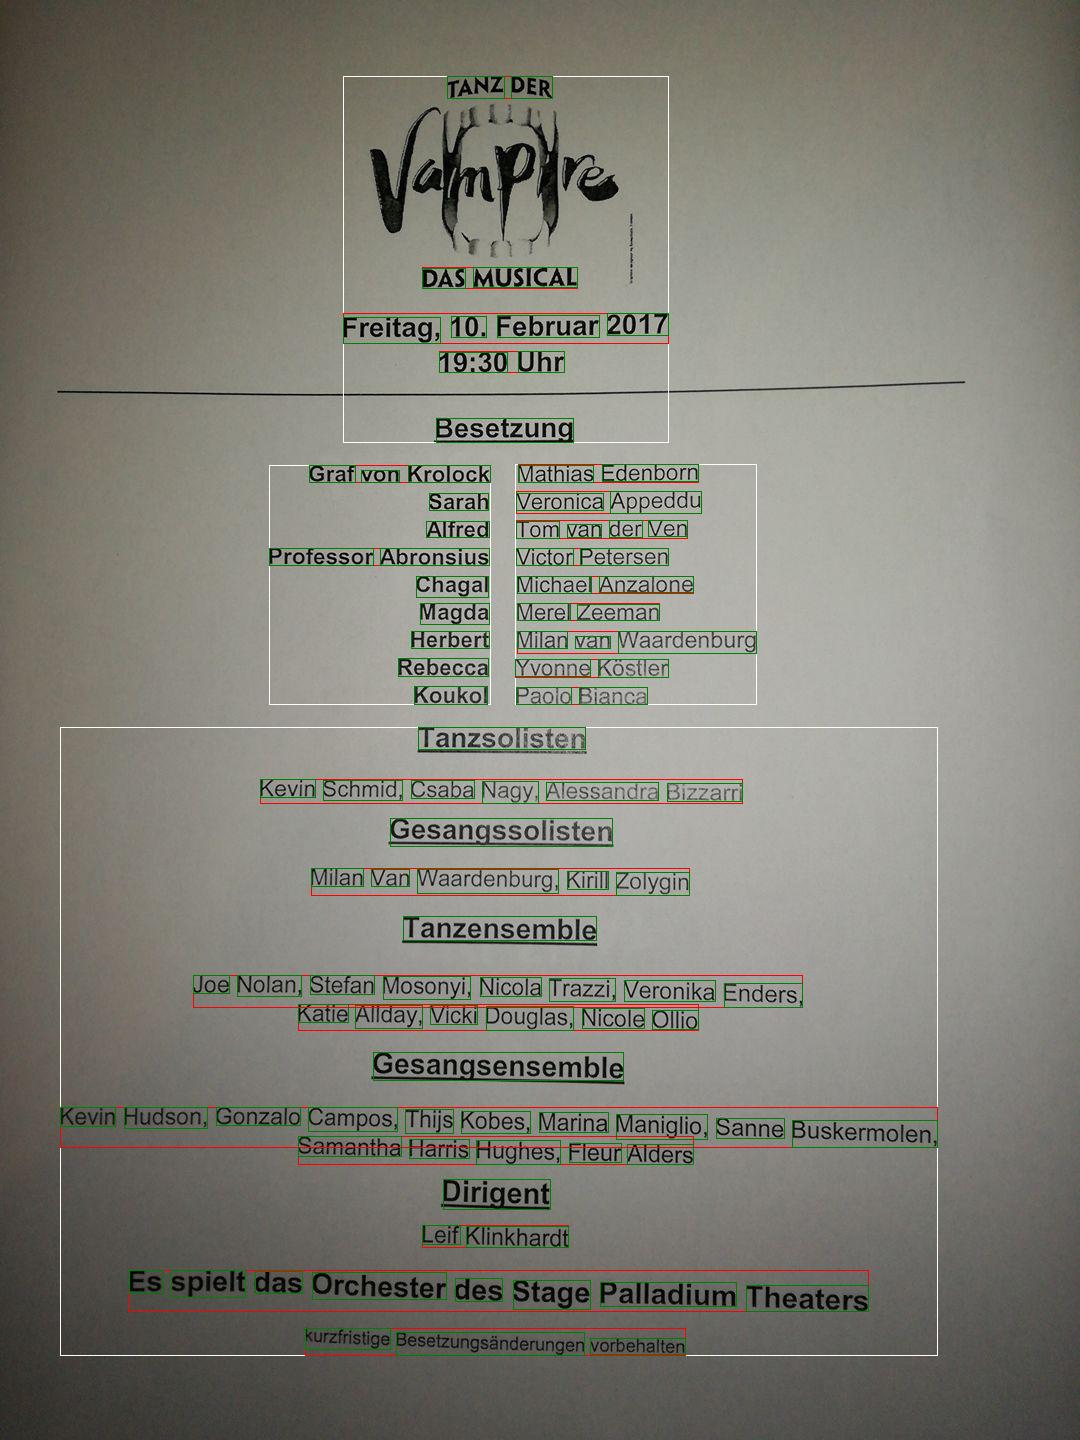 TANZ DER
Vampire
DAS MUSICAL
Freitag, 10. Februar 2017
19:30 Uhr
Besetzung
Graf von Krolock Mathias Edenborn
Sarah Veronica Appeddu
Alfred Tom van der Ven
Professor Abronsius Victor Petersen
Chagal Michael Anzalone
Magda Merel Zeeman
Herbert Milan van Waardenburg
Rebecca Yvonne Köstler
Koukol Paolo Bianca
Tanzsolisten
Kevin Schmid, Csaba Nagy, Alessandra Bizzarri
Gesangssolisten
Milan Van Waardenburg, Kirill Zolygin
Tanzensemble
Joe Nolan, Stefan Mosonyi, Nicola Trazzi, Veronika Enders,
Katie Allday, Vicki Douglas, Nicole Ollio
Gesangsensemble
Kevin Hudson, Gonzalo Campos, Thijs Kobes, Marina Maniglio, Sanne Buskermolen,
Samantha Harris Hughes, Fleur Alders
Dirigent
Leif Klinkhardt
Es spielt das Orchester des Stage Palladium Theaters
kurzfristige Besetzungsänderungen vorbehalten